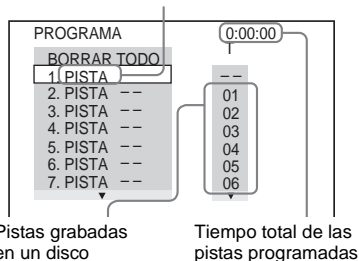 PROGRAMA 0:00:00
BORRAR TODO
1. PISTA – –
2. PISTA – – 01
3. PISTA – – 02
4. PISTA – – 03
5. PISTA – – 04
6. PISTA – – 05
7. PISTA – – 06
Pistas grabadas
en un disco
Tiempo total de las
pistas programadas